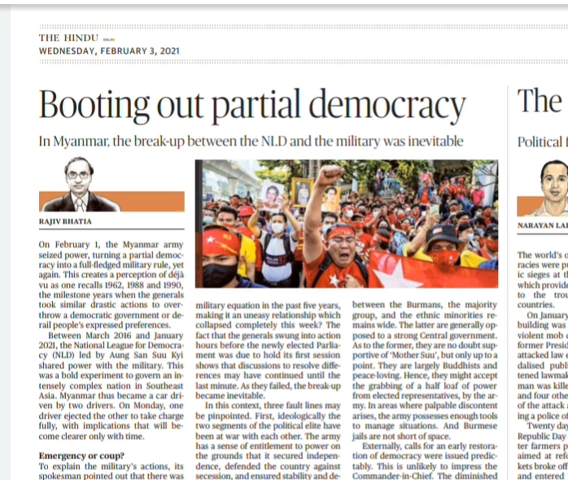 THE HINDU
WEDNESDAY, FEBRUARY 3, 2021
Booting out partial democracy
In Myanmar, the break-up between the NLD and the military was inevitable
RAJIV BHATIA
On February 1, the Myanmar army
seized power, turning a partial democ-
racy into a full-fledged military rule, yet
again. This creates a perception of déjà
vu as one recalls 1962, 1988 and 1990,
the milestone years when the generals
took similar drastic actions to over-
throw a democratic government or de-
rail people's expressed preferences.
Between March 2016 and January
2021, the National League for Democra-
cy (NLD) led by Aung San Suu Kyi
shared power with the military. This
was a bold experiment to govern an in-
tensely complex nation in Southeast
Asia. Myanmar thus became a car dri-
ven by two drivers. On Monday, one
driver ejected the other to take charge
fully, with implications that will be-
come clearer only with time.
Emergency or coup?
To explain the military's actions, its
spokesman pointed out that there was
military equation in the past five years,
making it an uneasy relationship which
collapsed completely this week? The
fact that the generals swung into action
hours before the newly elected Parlia-
ment was due to hold its first session
shows that discussions to resolve diffe-
rences may have continued until the
last minute. As they failed, the break-up
became inevitable.
In this context, three fault lines may
be pinpointed. First, ideologically the
two segments of the political elite have
been at war with each other. The army
has a sense of entitlement to power on
the grounds that it secured indepen-
dence, defended the country against
secession, and ensured stability and de-
between the Burmans, the majority
group, and the ethnic minorities re-
mains wide. The latter are generally op-
posed to a strong Central government.
As to the former, they are no doubt sup-
portive of 'Mother Suu', but only up to a
point. They are largely Buddhists and
peace-loving. Hence, they might accept
the grabbing of a half loaf of power
from elected representatives, by the ar-
my. In areas where palpable discontent
arises, the army possesses enough tools
to manage situations. And Burmese
jails are not short of space.
Externally, calls for an early restora-
tion of democracy were issued predic-
tably. This is unlikely to impress the
Commander-in-Chief. The diminished
The
Political
NARAYAN
The world's
racies were
ic sieges at
which
to the
countries.
On January
building was
violent mob
former
attacked law
dalised
tened
man was
and four
of the attack
ing a police
Twenty
Republic Day
ter farmers
aimed at
kets broke off
and entered